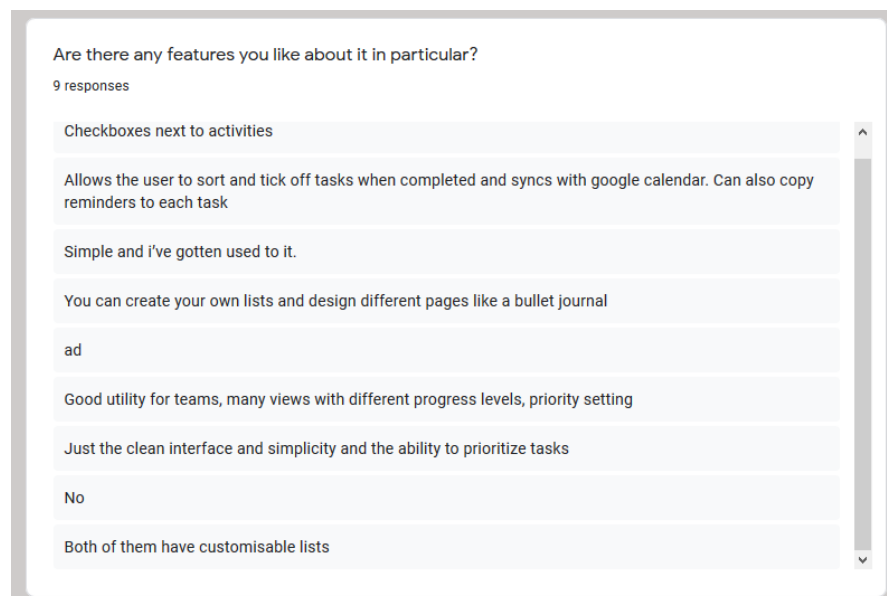 Are there any features you like about it in particular?
9 responses
Checkboxes next to activities
Allows the user to sort and tick off tasks when completed and syncs with google calendar. Can also copy
reminders to each task
Simple and i've gotten used to it.
You can create your own lists and design different pages like a bullet journal
ad
Good utility for teams, many views with different progress levels, priority setting
Just the clean interface and simplicity and the ability to prioritize tasks
No
Both of them have customisable lists